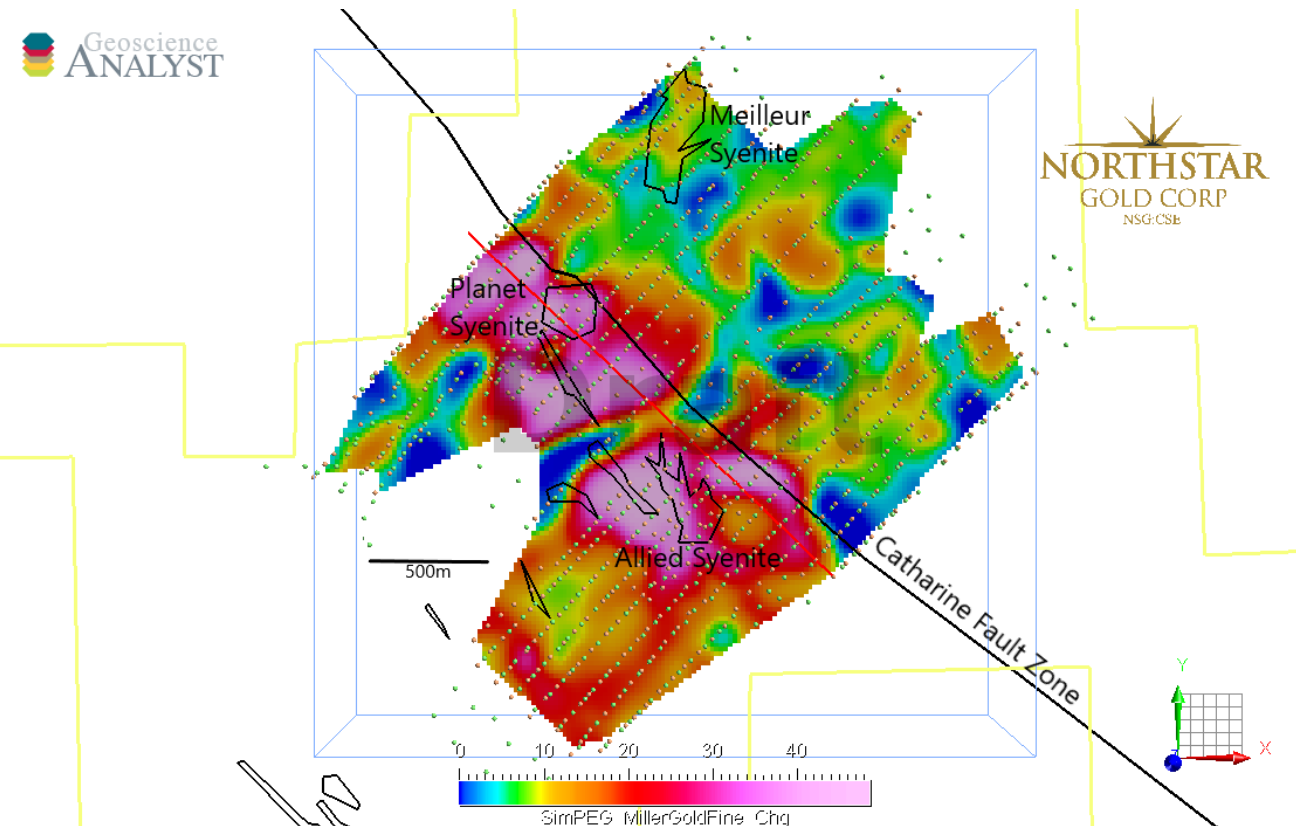 Geoscience
ANALYST
Meilleur
Syenite
NORTHSTAR
GOLD CORP
NSG:CSE
Planet
Syenite
Allied Syenite
500m
Catharine Fault Zone
Y
X
0 10 20 30 40
SimPEG_MillerGoldFine_Chg